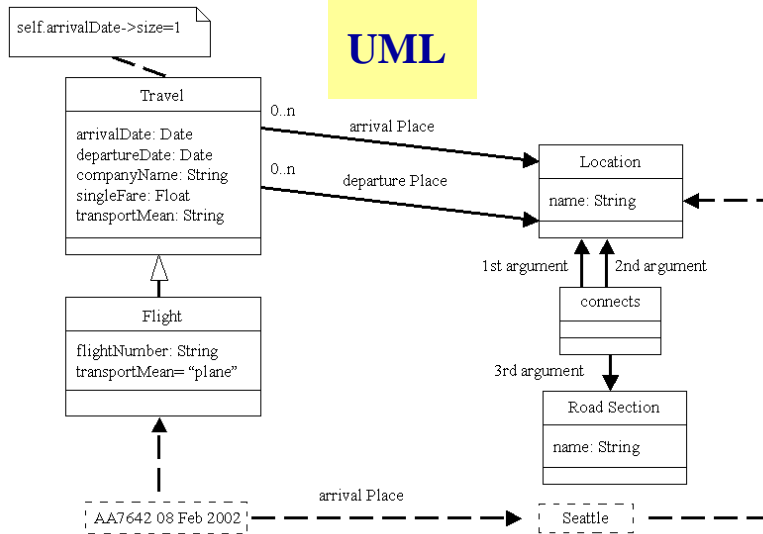 self.arrivalDate->size=1
UML
Travel
arrivalDate: Date
departureDate: Date
companyName: String
singleFare: Float
transportMean: String
0..n
arrival Place
0..n
departure Place
Location
name: String
1st argument
2nd argument
connects
3rd argument
Road Section
name: String
Flight
flightNumber: String
transportMean= “plane”
AA7642 08 Feb 2002
arrival Place
Seattle